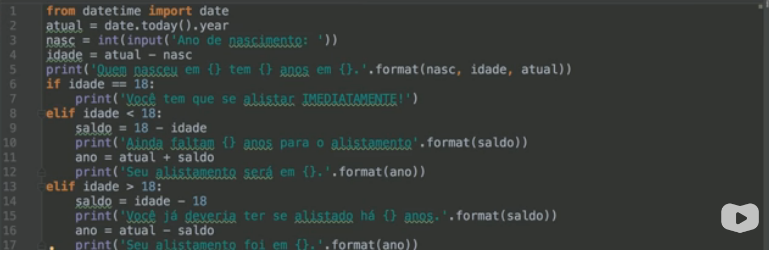 1 from datetime import date
2 atual = date.today().year
3 nasc = int(input('Ano de nascimento: '))
4 idade = atual - nasc
5 print('Quem nasceu em {} tem {} anos em {}.'.format(nasc, idade, atual))
6 if idade == 18:
7     print('Você tem que se alistar IMEDIATAMENTE!')
8 elif idade < 18:
9     saldo = 18 - idade
10     print('Ainda faltam {} anos para o alistamento'.format(saldo))
11     ano = atual + saldo
12     print('Seu alistamento será em {}.'.format(ano))
13 elif idade > 18:
14     saldo = idade - 18
15     print('Você já deveria ter se alistado há {} anos.'.format(saldo))
16     ano = atual - saldo
17     print('Seu alistamento foi em {}.'.format(ano))